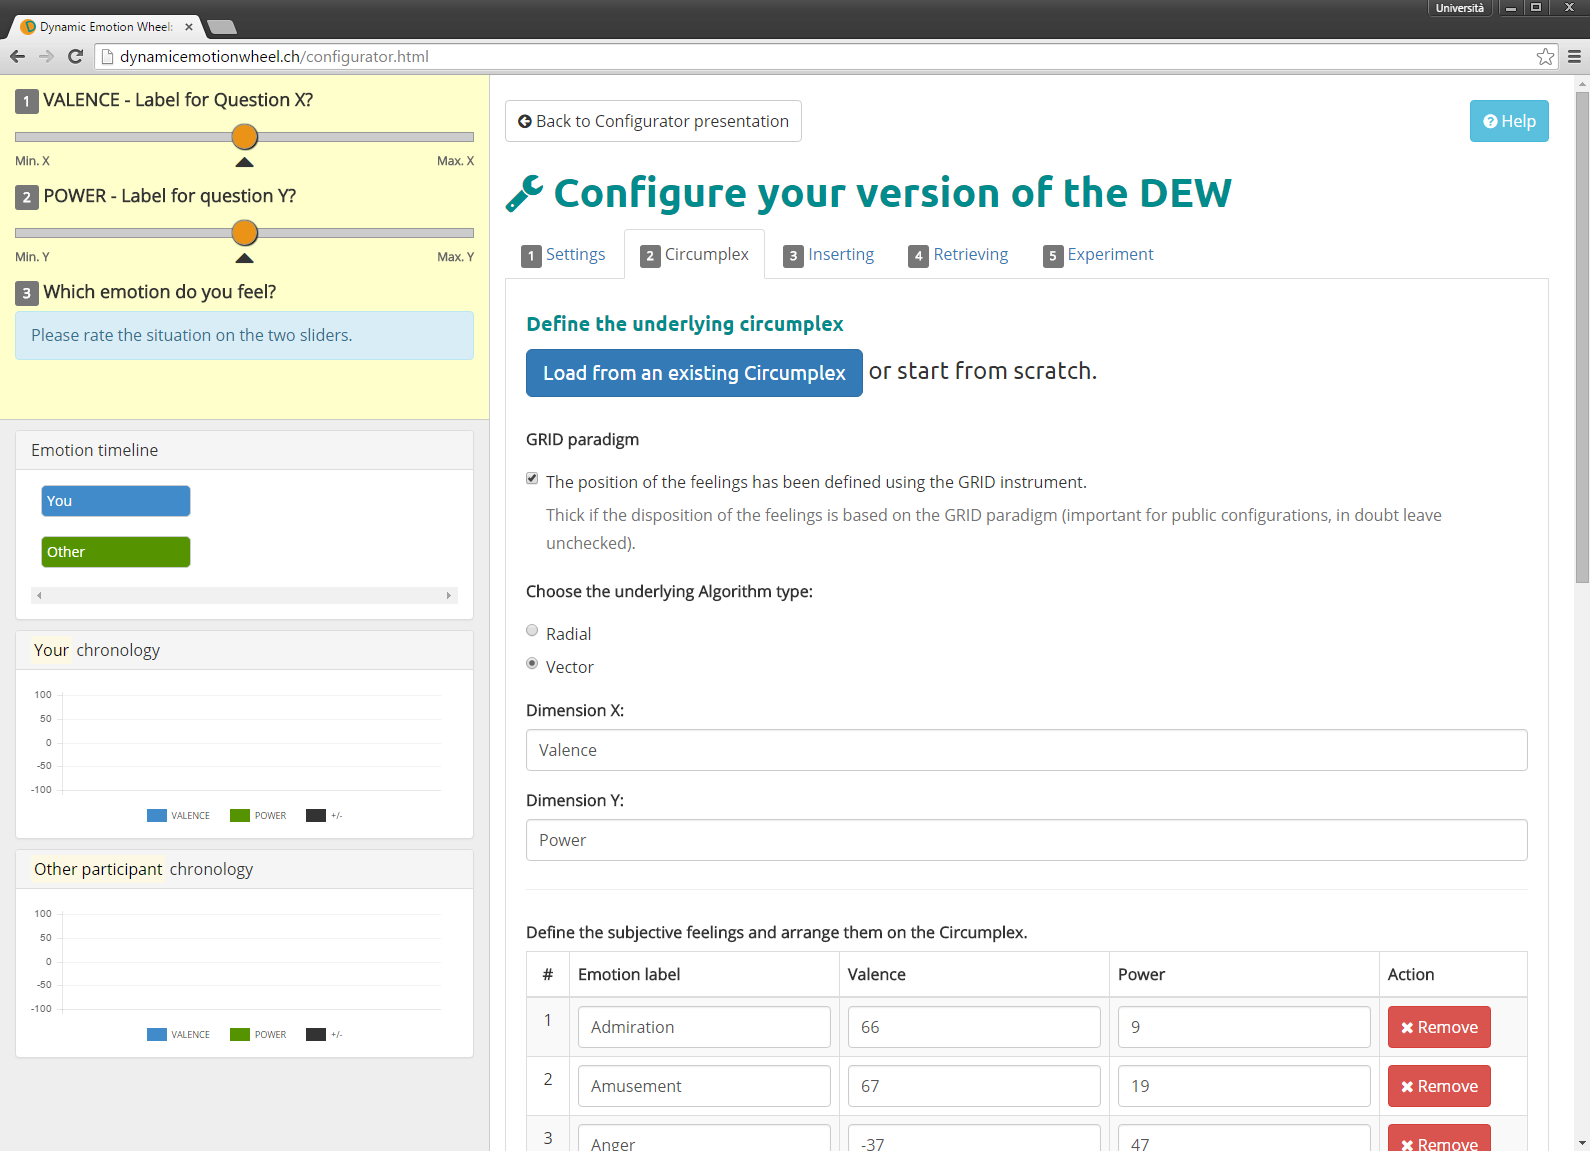 Università
Dynamic Emotion Wheel:
dynamicemotionwheel.ch/configurator.html
1 VALENCE - Label for Question X?
Min. X Max. X
2 POWER - Label for question Y?
Min. Y Max. Y
3 Which emotion do you feel?
Please rate the situation on the two sliders.
Emotion timeline
You
Other
Your chronology
100
50
0
-50
-100
VALENCE POWER +/-
Other participant chronology
100
50
0
-50
-100
VALENCE POWER +/-
Back to Configurator presentation
Help
Configure your version of the DEW
1 Settings 2 Circumplex 3 Inserting 4 Retrieving 5 Experiment
Define the underlying circumplex
Load from an existing Circumplex or start from scratch.
GRID paradigm
The position of the feelings has been defined using the GRID instrument.
Thick if the disposition of the feelings is based on the GRID paradigm (important for public configurations, in doubt leave
unchecked).
Choose the underlying Algorithm type:
Radial
Vector
Dimension X:
Valence
Dimension Y:
Power
Define the subjective feelings and arrange them on the Circumplex.
# Emotion label Valence Power Action
1 Admiration 66 9 Remove
2 Amusement 67 19 Remove
3 Anger -37 47 Remove